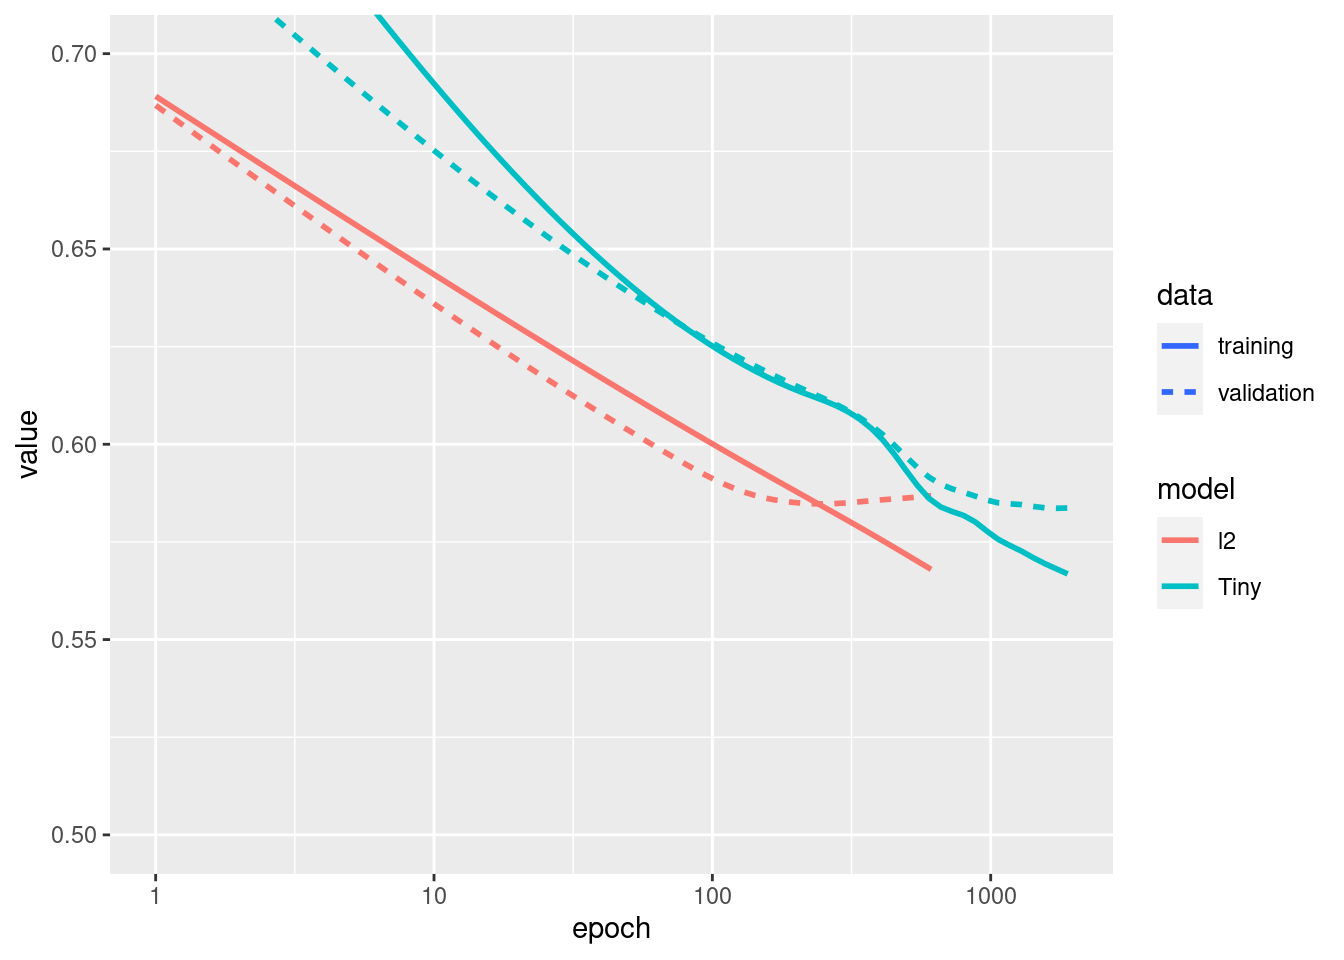 value
0.70
0.65
0.60
0.55
0.50
1 10 100 1000
epoch
data
training
validation
model
l2
Tiny